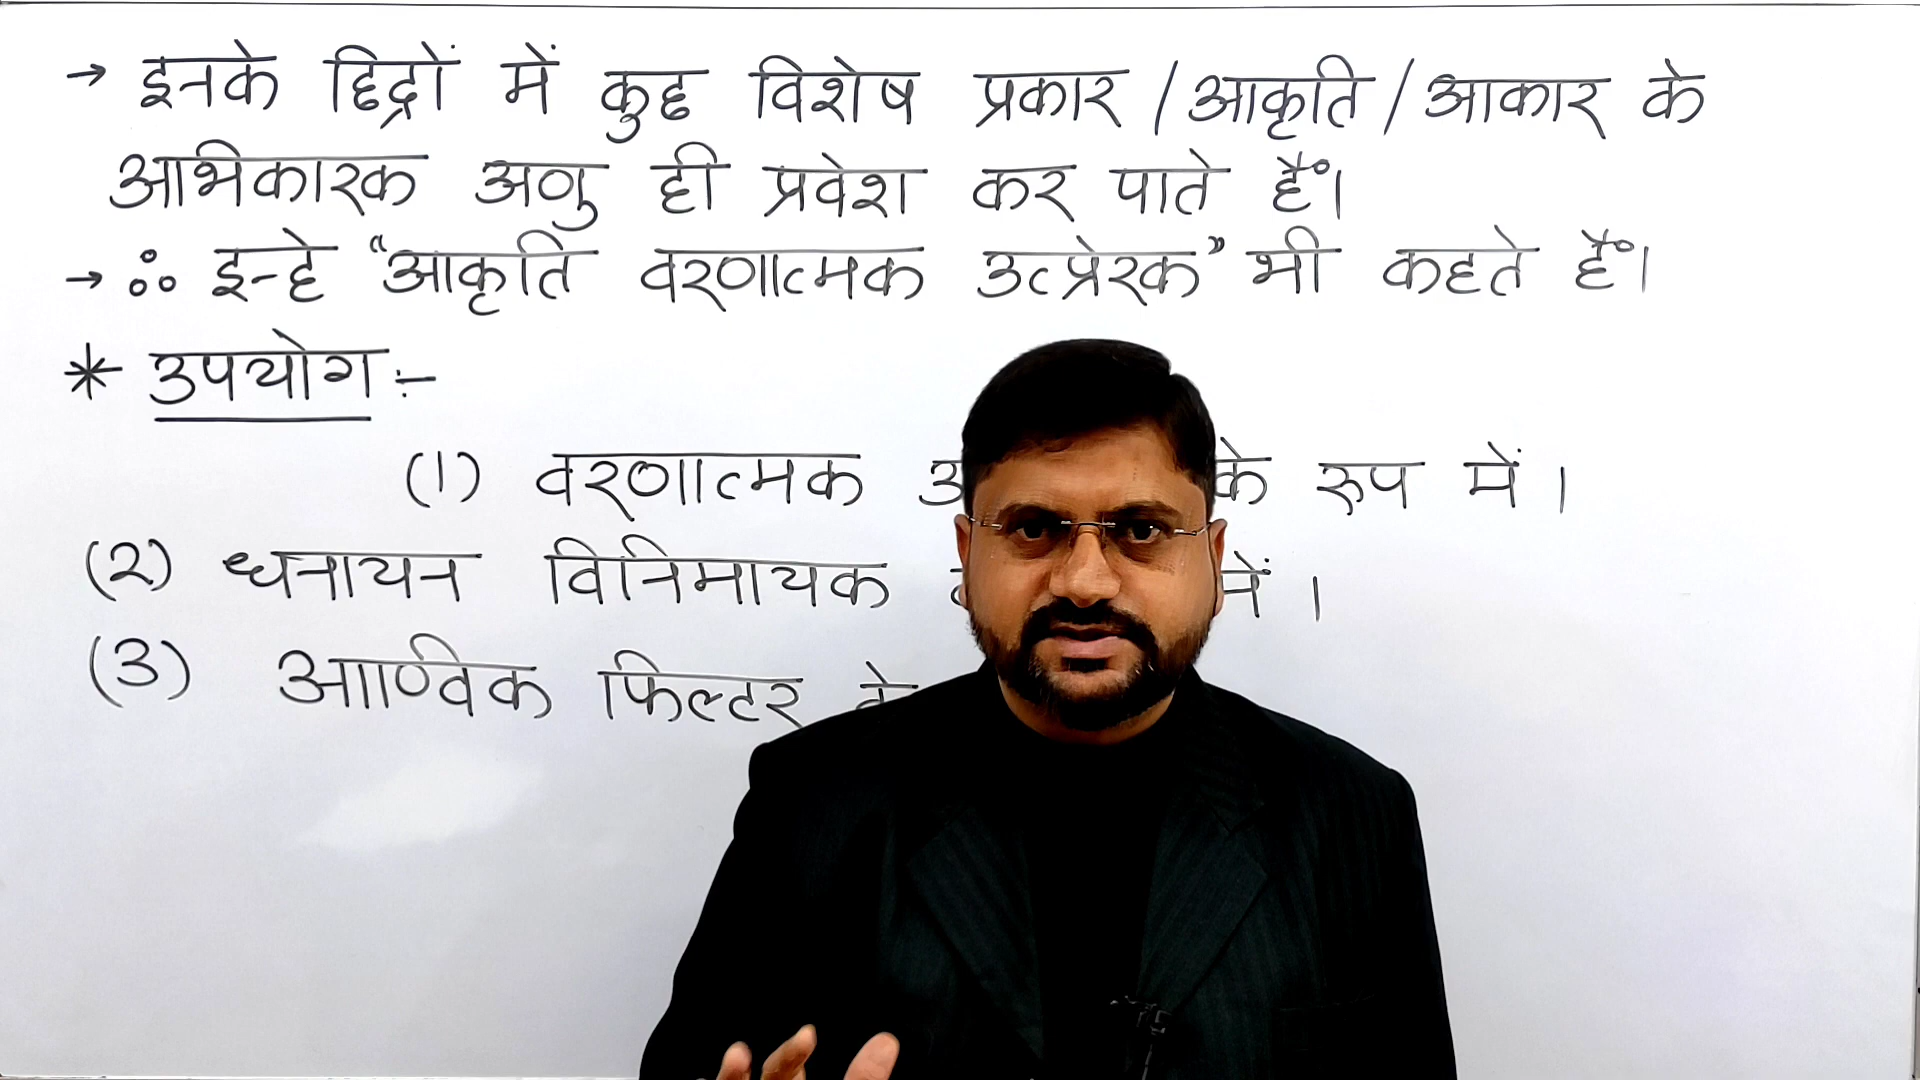 → इनके छिद्रों में कुछ विशेष प्रकार / आकृति / आकार के
अभिकारक अणु ही प्रवेश कर पाते हैं।
→ ∴ इन्हे “आकृति वरणात्मक उत्प्रेरक” भी कहते हैं।
* उपयोग :-
(1) वरणात्मक के रूप में ।
(2) धनायन विनिमायक में ।
(3) आण्विक फिल्टर के